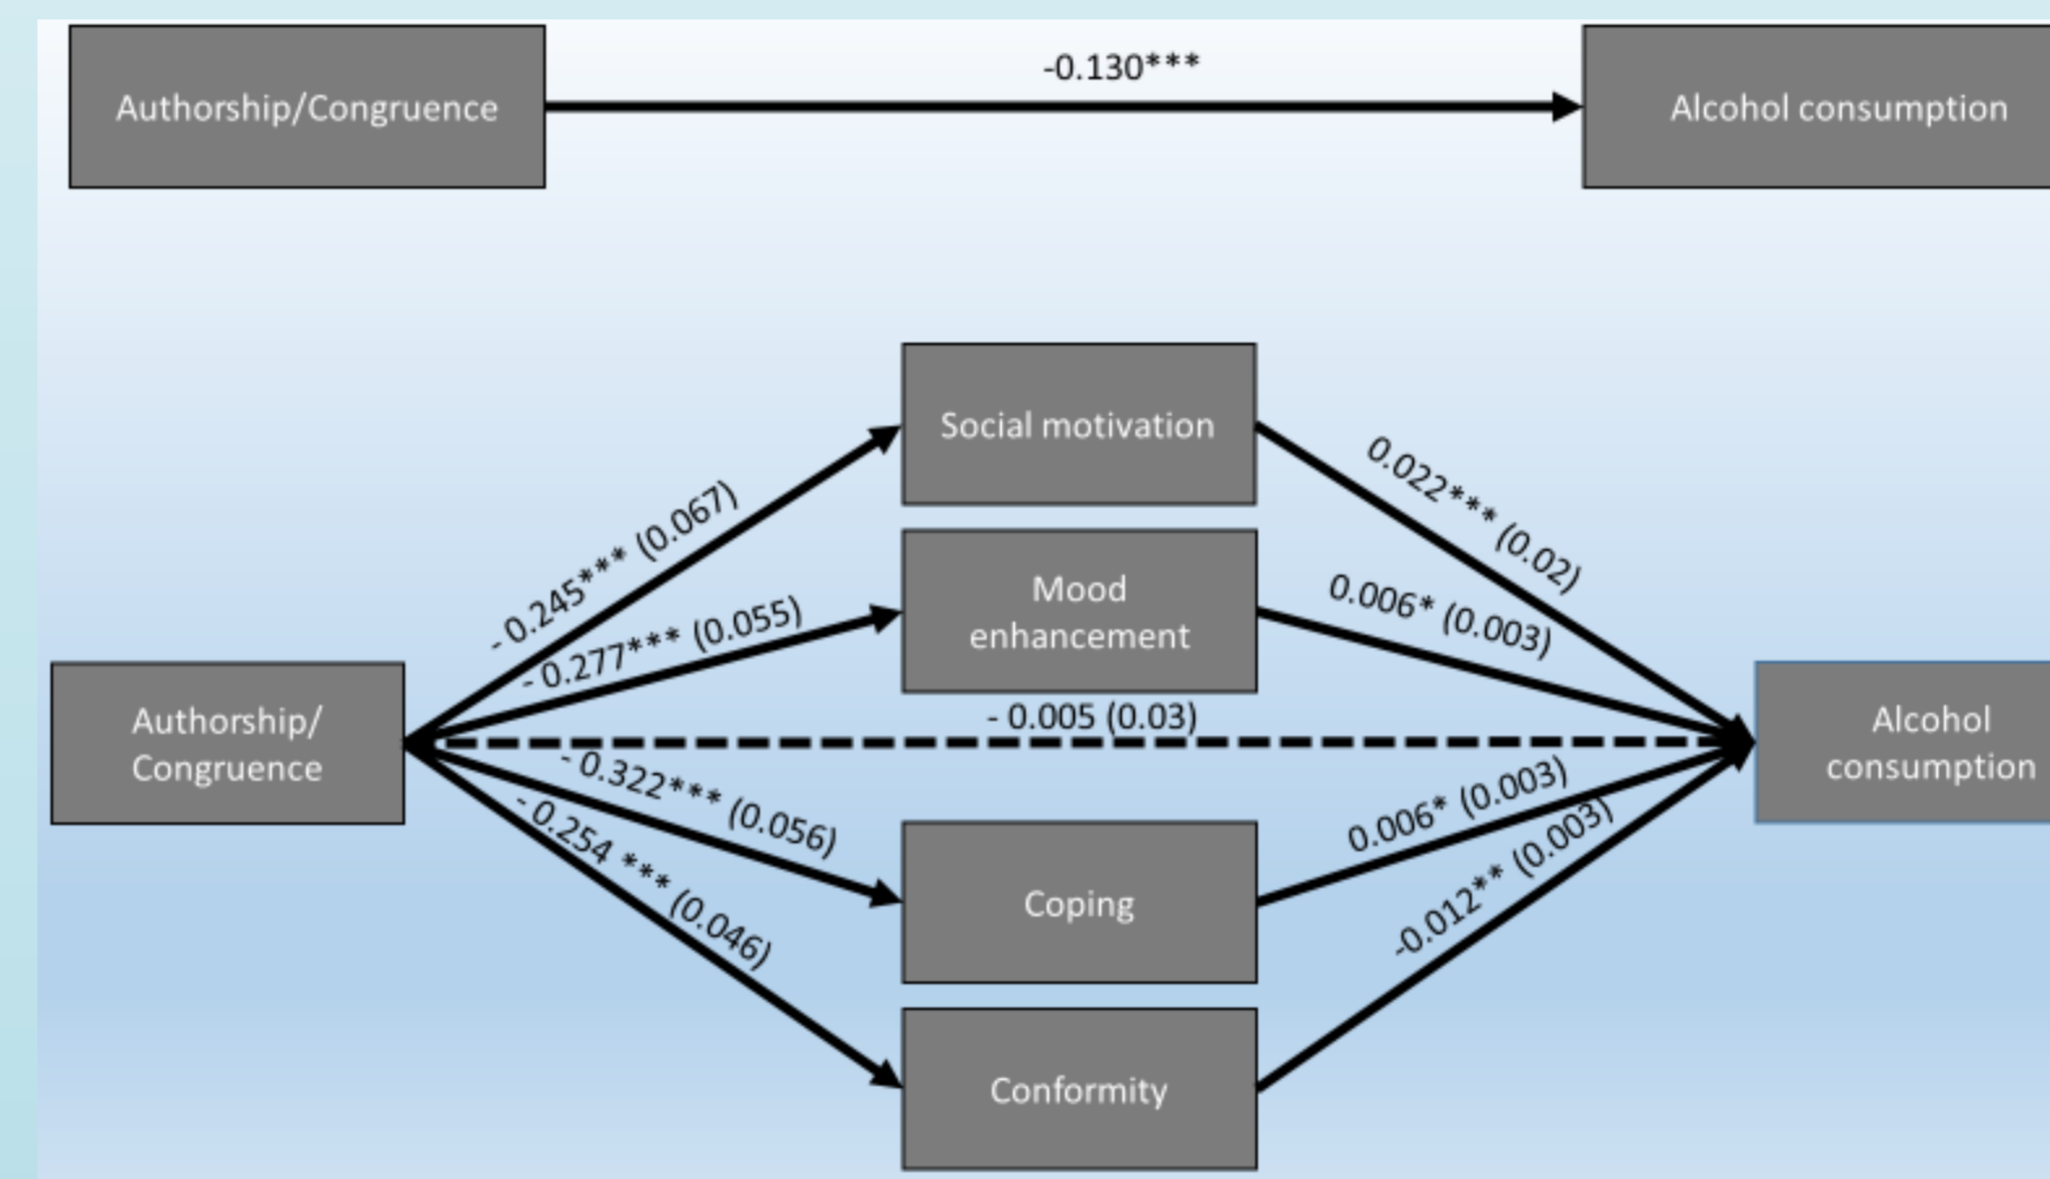 Authorship/Congruence
-0.130***
Alcohol consumption
Social motivation
- 0.245*** (0.067)
0.022*** (0.02)
Mood
enhancement
- 0.277*** (0.055)
0.006* (0.003)
Authorship/
Congruence
- 0.005 (0.03)
Alcohol
consumption
- 0.322*** (0.056)
0.006* (0.003)
Coping
- 0.254 *** (0.046)
-0.012** (0.003)
Conformity